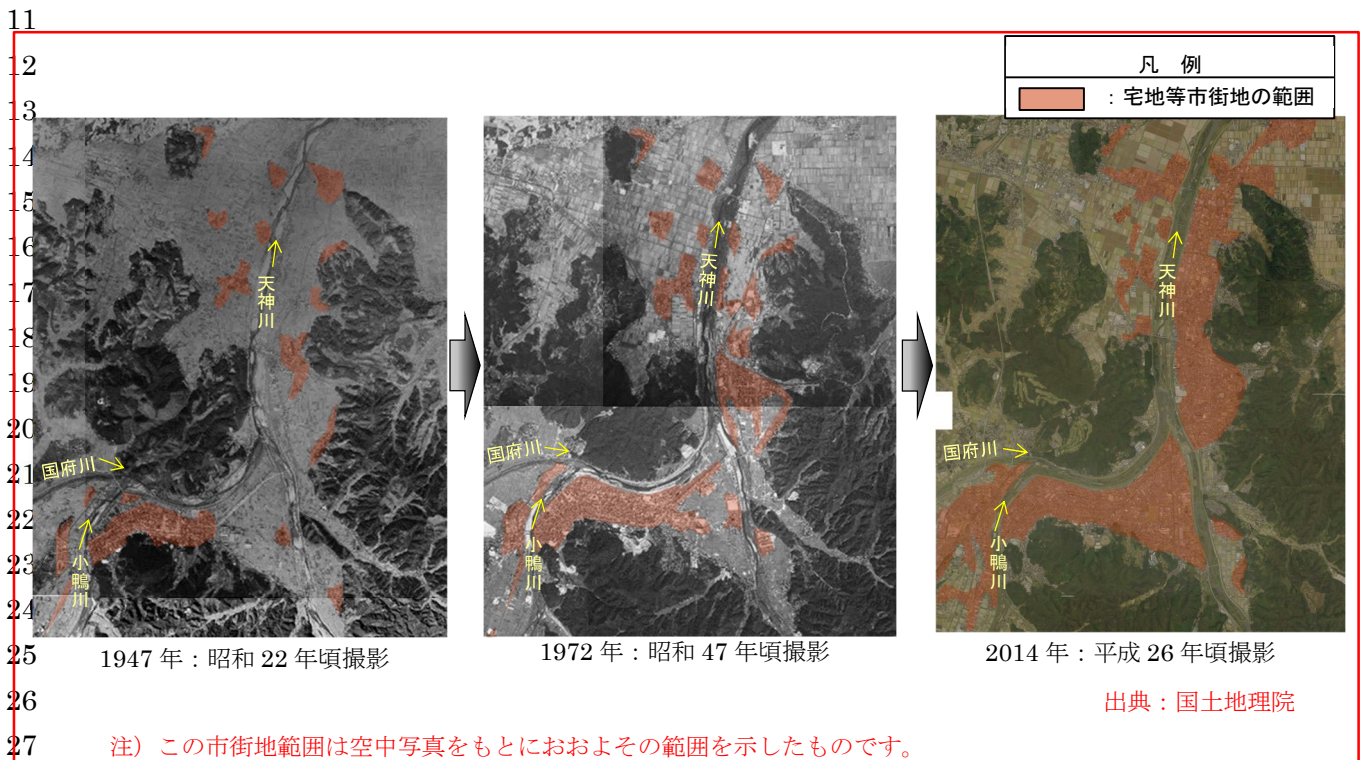 11
12
凡 例
13
：宅地等市街地の範囲
14
15
16
天神川
天神川
天神川
17
18
19
20
国府川
国府川
国府川
21
22
小鴨川
小鴨川
小鴨川
23
24
25
1947 年：昭和 22 年頃撮影
1972 年：昭和 47 年頃撮影
2014 年：平成 26 年頃撮影
26
出典：国土地理院
27
注）この市街地範囲は空中写真をもとにおおよその範囲を示したものです。